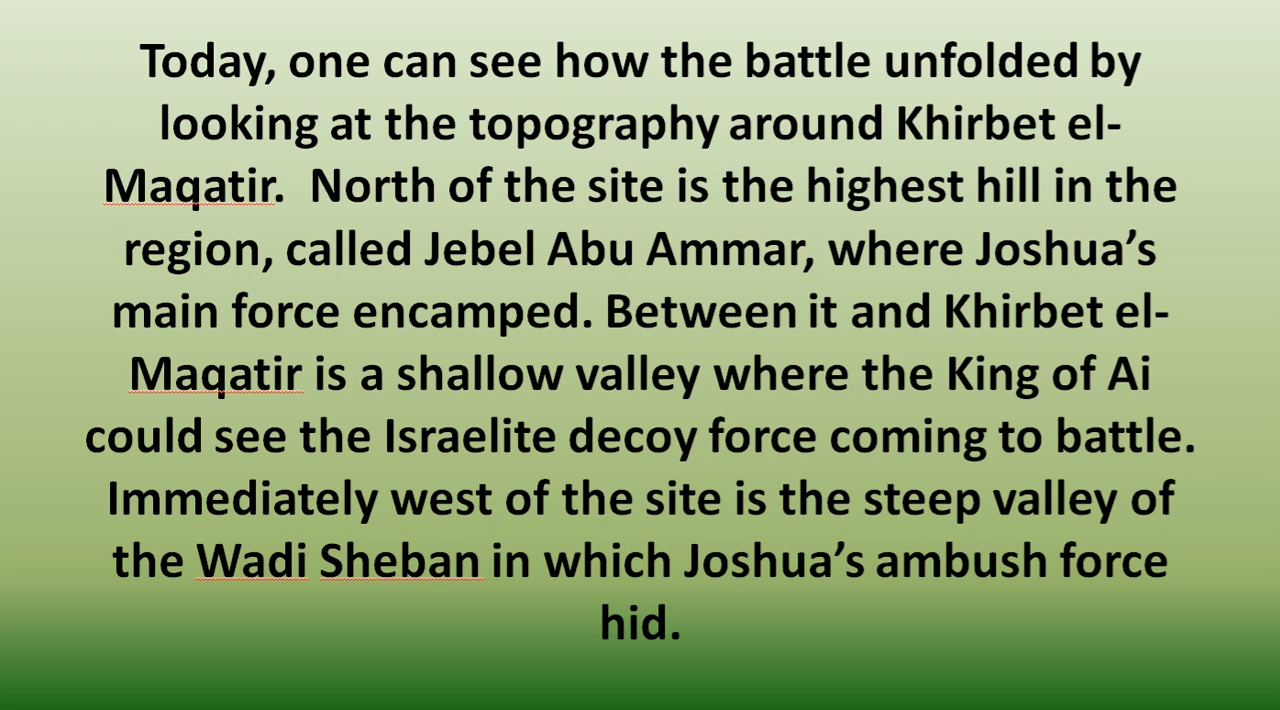 Today, one can see how the battle unfolded by
looking at the topography around Khirbet el-
Maqatir.  North of the site is the highest hill in the
region, called Jebel Abu Ammar, where Joshua’s
main force encamped. Between it and Khirbet el-
Maqatir is a shallow valley where the King of Ai
could see the Israelite decoy force coming to battle.
Immediately west of the site is the steep valley of
the Wadi Sheban in which Joshua’s ambush force
hid.